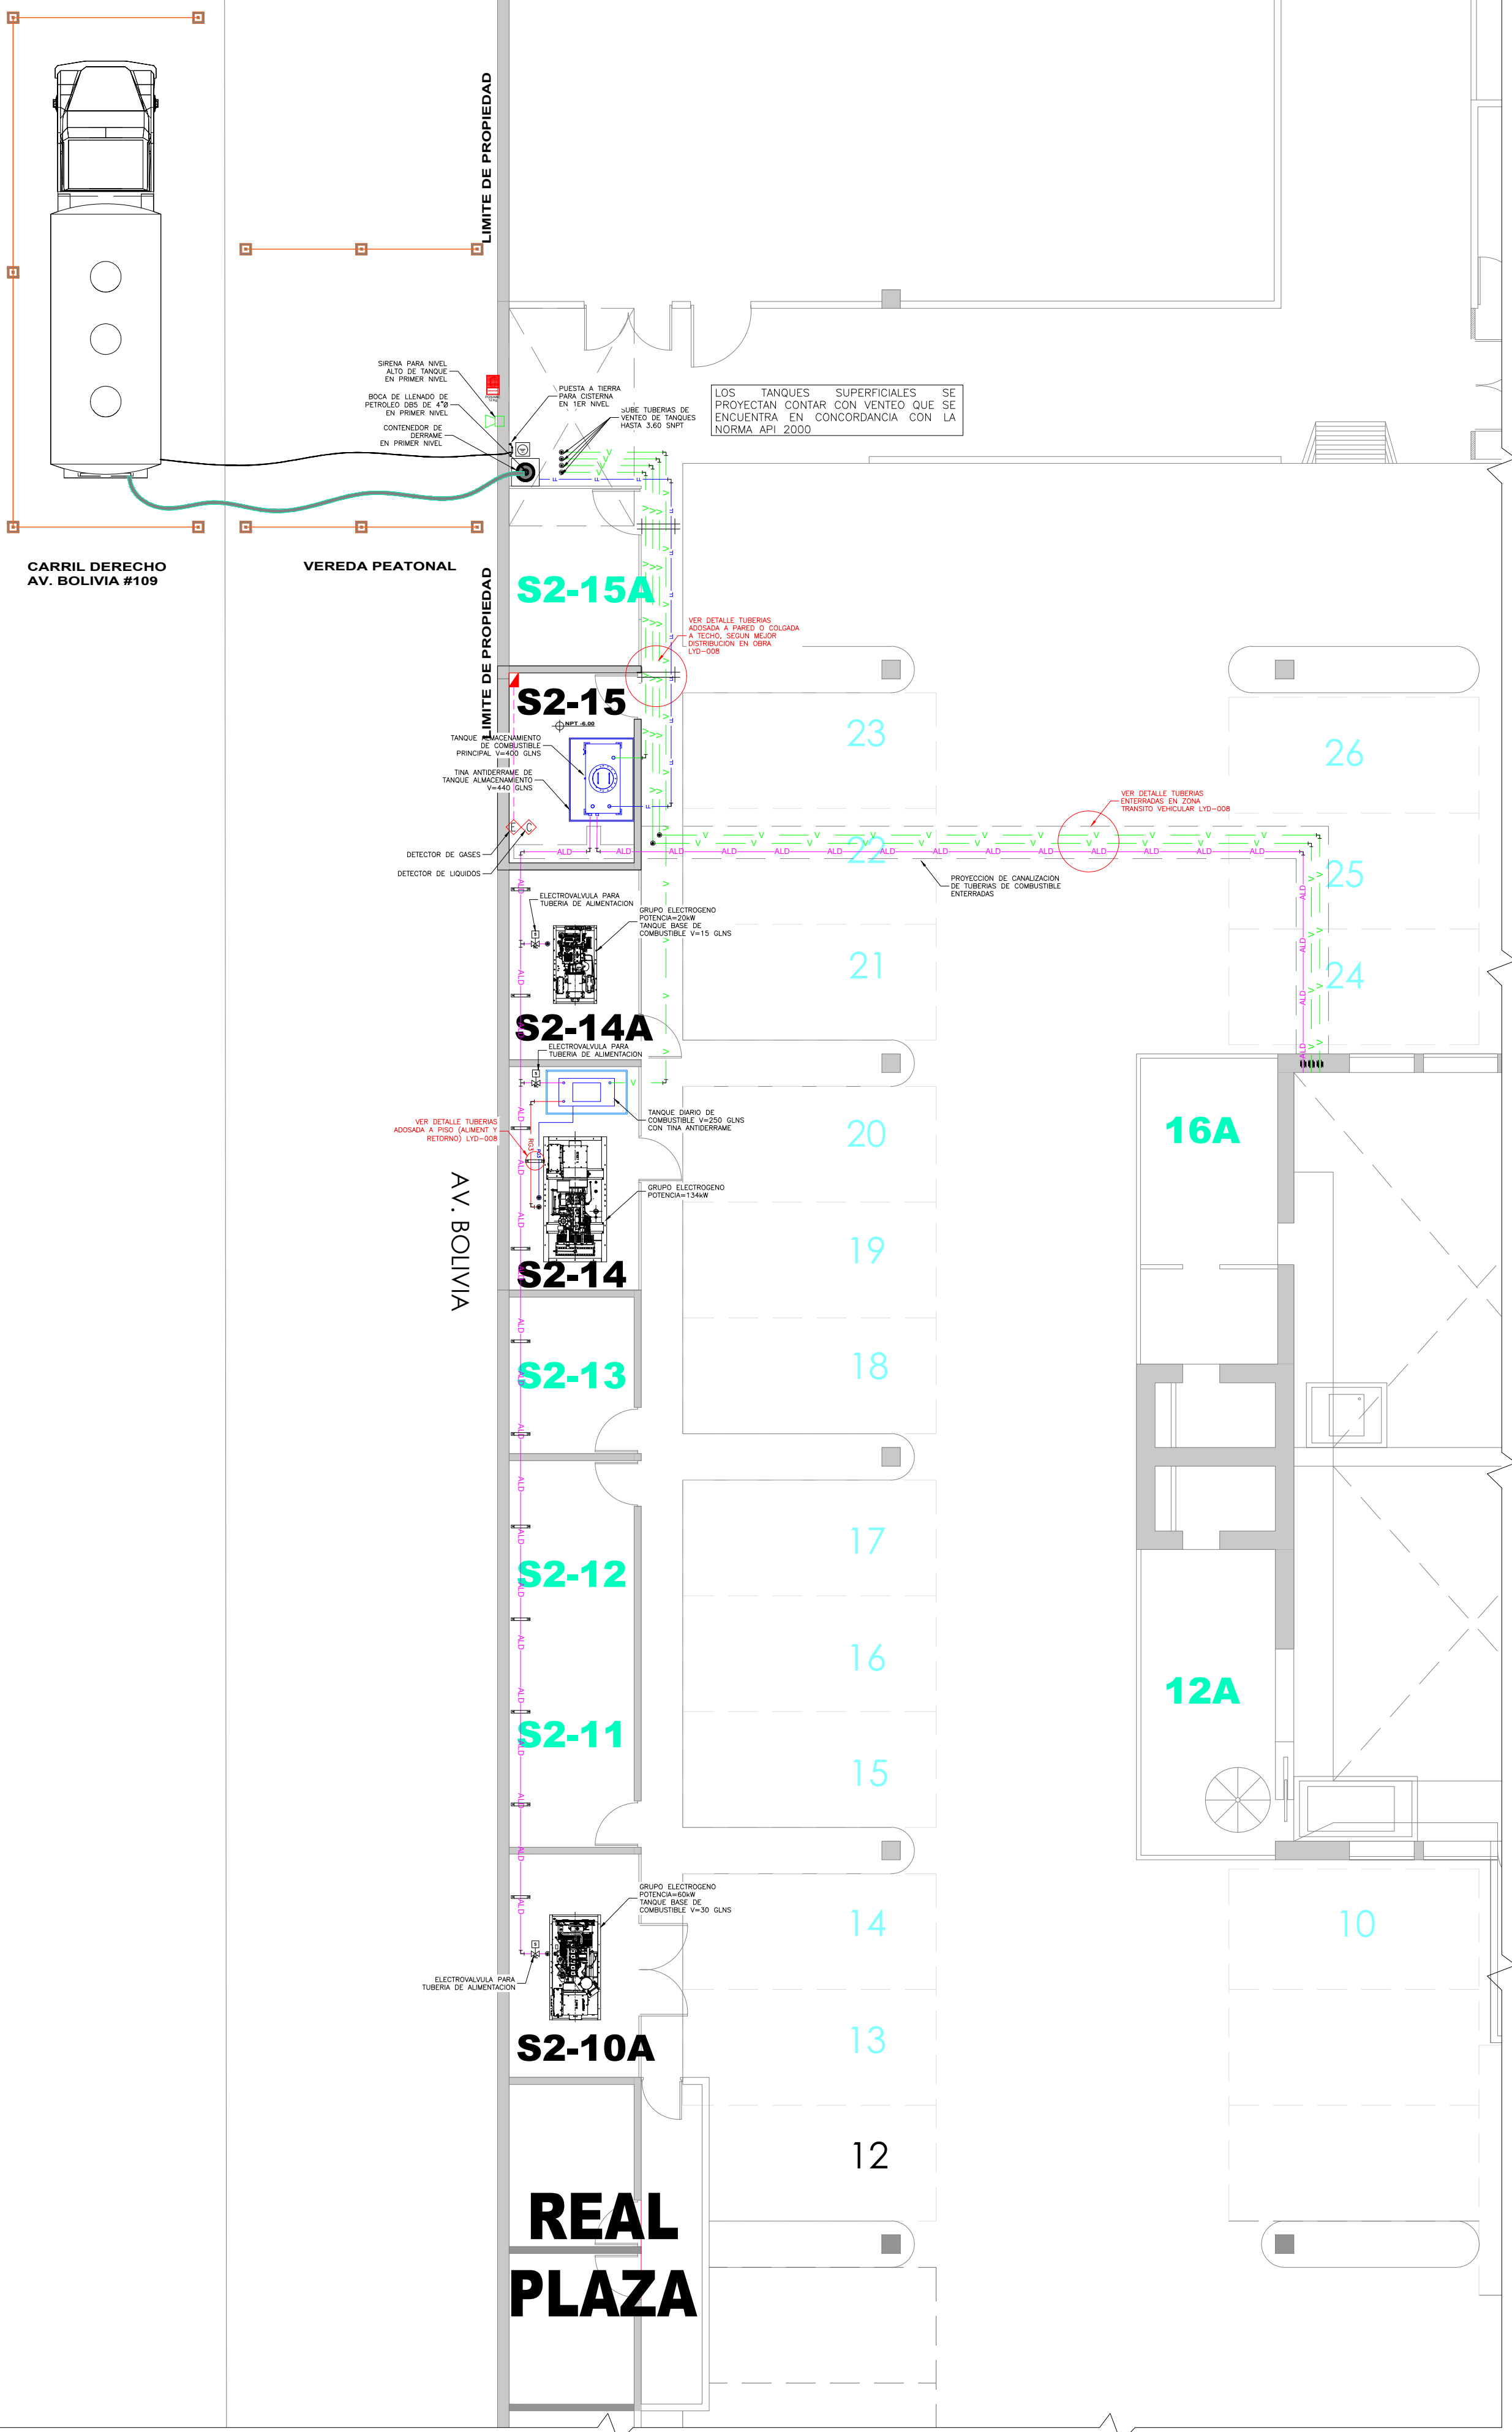 LIMITE DE PROPIEDAD
SIRENA PARA NIVEL
ALTO DE TANQUE
EN PRIMER NIVEL
BOCA DE LLENADO DE
PETROLEO DB5 DE 4"Ø
EN PRIMER NIVEL
CONTENEDOR DE
DERRAME
EN PRIMER NIVEL
PUESTA A TIERRA
PARA CISTERNA
EN 1ER NIVEL
SUBE TUBERIAS DE
VENTEO DE TANQUES
HASTA 3.60 SNPT
LOS TANQUES SUPERFICIALES SE
PROYECTAN CONTAR CON VENTEO QUE SE
ENCUENTRA EN CONCORDANCIA CON LA
NORMA API 2000
CARRIL DERECHO
AV. BOLIVIA #109
VEREDA PEATONAL
LIMITE DE PROPIEDAD
S2-15A
VER DETALLE TUBERIAS
ADOSADA A PARED O COLGADA
A TECHO, SEGUN MEJOR
DISTRIBUCION EN OBRA
LYD-008
S2-15
NPT -6.00
TANQUE ALMACENAMIENTO
DE COMBUSTIBLE
PRINCIPAL V=400 GLNS
TINA ANTIDERRAME DE
TANQUE ALMACENAMIENTO
V=440 GLNS
23
26
VER DETALLE TUBERIAS
ENTERRADAS EN ZONA
TRANSITO VEHICULAR LYD-008
E
C
DETECTOR DE GASES
DETECTOR DE LIQUIDOS
22
25
PROYECCION DE CANALIZACION
DE TUBERIAS DE COMBUSTIBLE
ENTERRADAS
ELECTROVALVULA PARA
TUBERIA DE ALIMENTACION
GRUPO ELECTROGENO
POTENCIA=20kW
TANQUE BASE DE
COMBUSTIBLE V=15 GLNS
21
24
S2-14A
ELECTROVALVULA PARA
TUBERIA DE ALIMENTACION
TANQUE DIARIO DE
COMBUSTIBLE V=250 GLNS
CON TINA ANTIDERRAME
VER DETALLE TUBERIAS
ADOSADA A PISO (ALIMENT Y
RETORNO) LYD-008
20
16A
GRUPO ELECTROGENO
POTENCIA=134kW
AV. BOLIVIA
19
S2-14
18
S2-13
17
S2-12
16
12A
S2-11
15
GRUPO ELECTROGENO
POTENCIA=60kW
TANQUE BASE DE
COMBUSTIBLE V=30 GLNS
14
10
ELECTROVALVULA PARA
TUBERIA DE ALIMENTACION
S2-10A
13
12
REAL
PLAZA